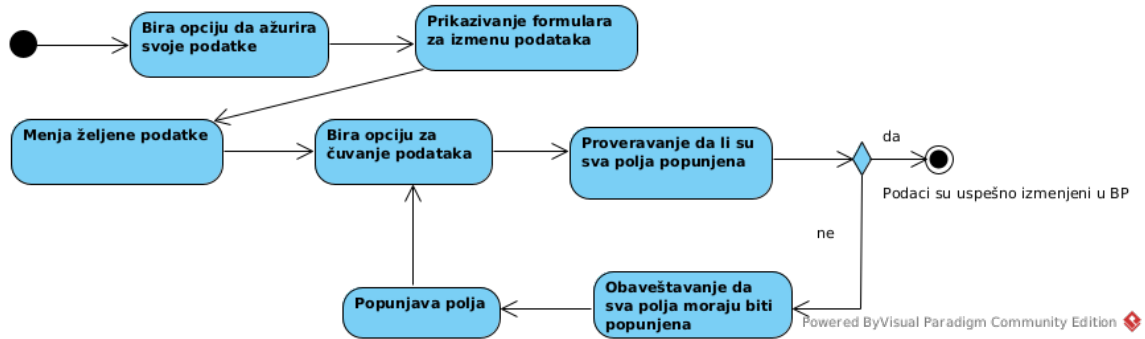 Bira opciju da ažurira
svoje podatke
Prikazivanje formulara
za izmenu podataka
Menja željene podatke
Bira opciju za
čuvanje podataka
Proveravanje da li su
sva polja popunjena
da
Podaci su uspešno izmenjeni u BP
ne
Obaveštavanje da
sva polja moraju biti
popunjena
Popunjava polja
Powered ByVisual Paradigm Community Edition